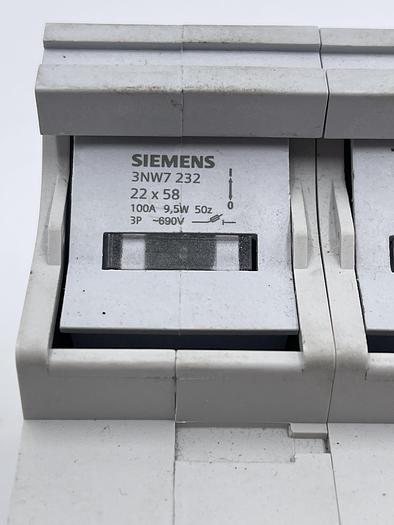 SIEMENS
3NW7 232
22 x 58
100A 9,5W 50z
3P ~690V
I
0